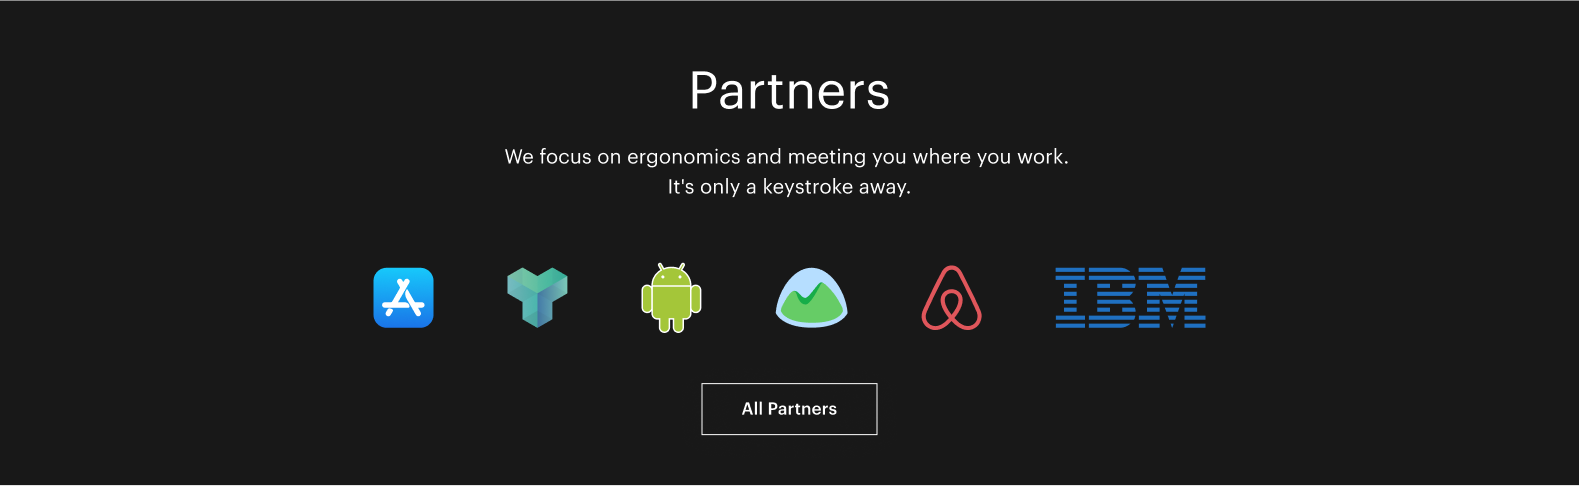 Partners
We focus on ergonomics and meeting you where you work.
It's only a keystroke away.
IBM
All Partners